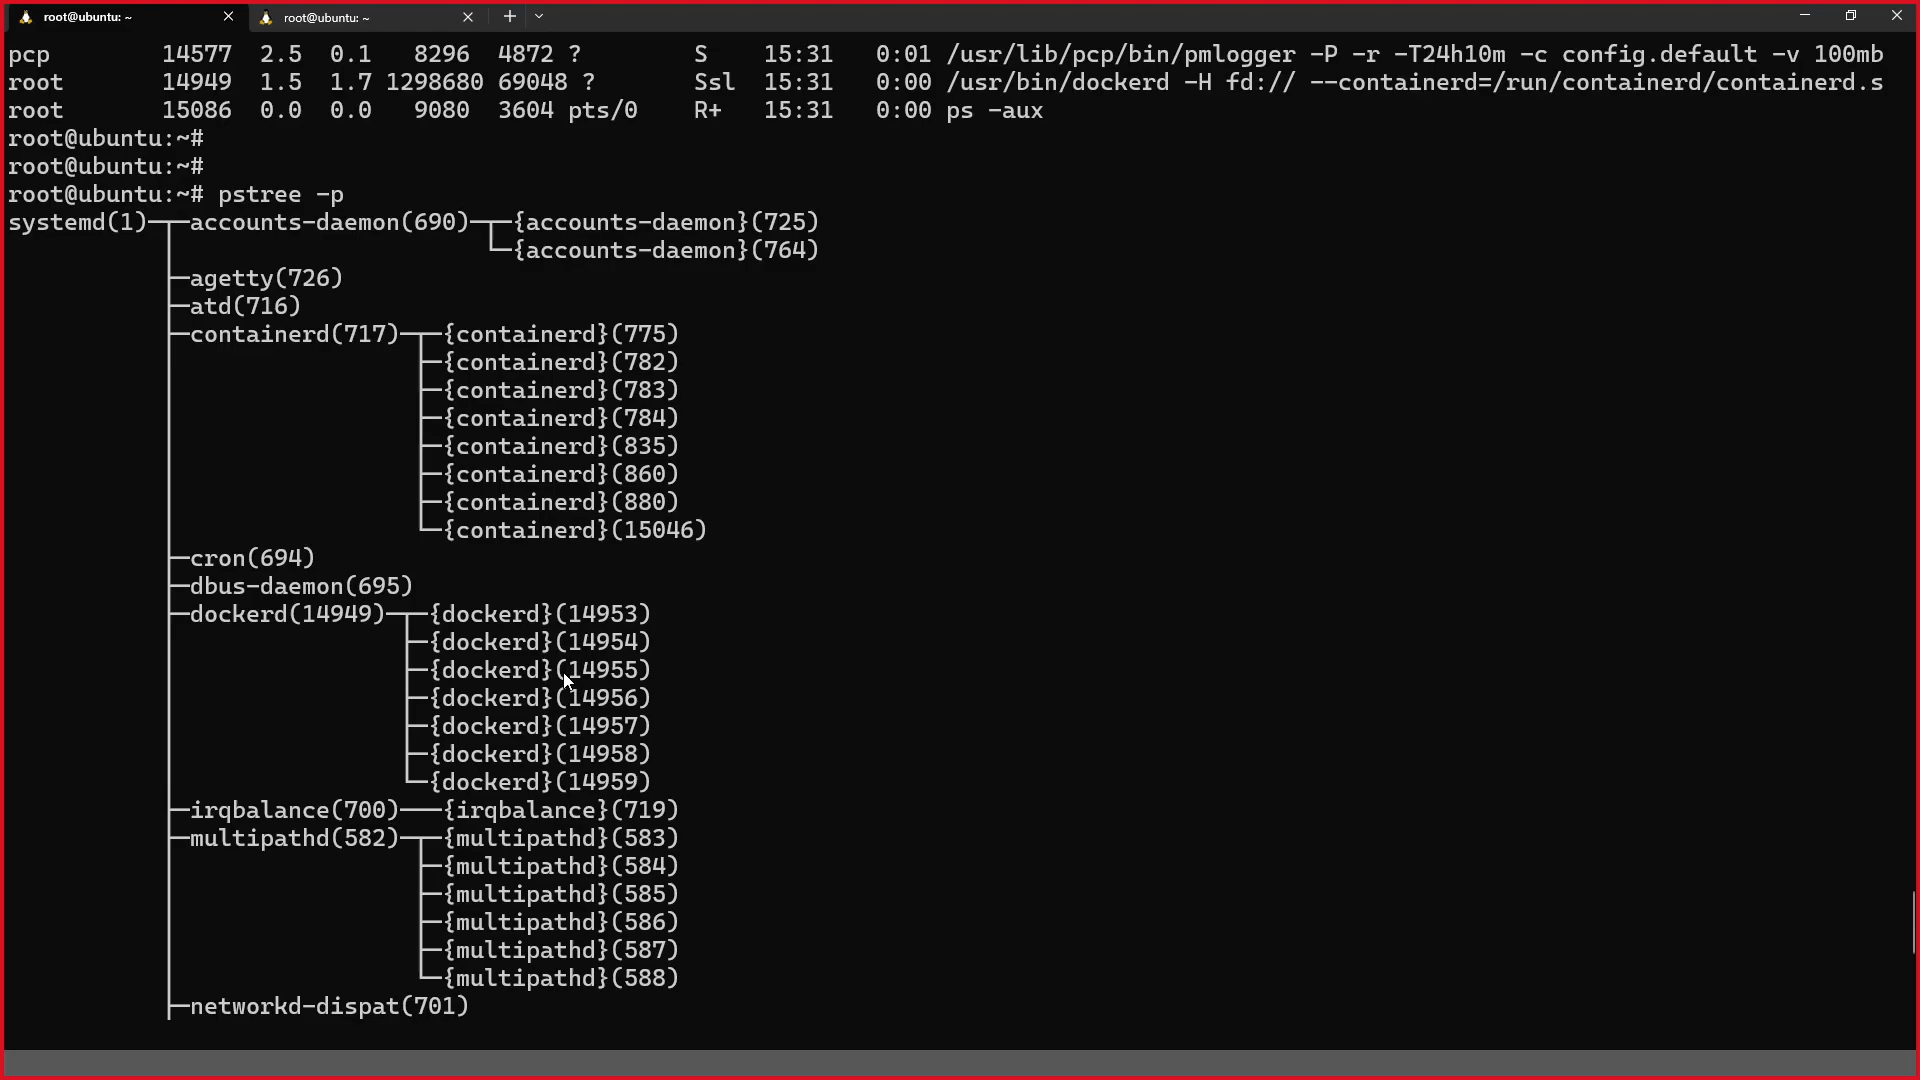 root@ubuntu: ~ root@ubuntu: ~
pcp 14577 2.5 0.1 8296 4872 ? S 15:31 0:01 /usr/lib/pcp/bin/pmlogger -P -r -T24h10m -c config.default -v 100mb
root 14949 1.5 1.7 1298680 69048 ? Ssl 15:31 0:00 /usr/bin/dockerd -H fd:// --containerd=/run/containerd/containerd.s
root 15086 0.0 0.0 9080 3604 pts/0 R+ 15:31 0:00 ps -aux
root@ubuntu:~#
root@ubuntu:~#
root@ubuntu:~# pstree -p
systemd(1)─┬─accounts-daemon(690)─┬─{accounts-daemon}(725)
└─{accounts-daemon}(764)
├─agetty(726)
├─atd(716)
├─containerd(717)─┬─{containerd}(775)
├─{containerd}(782)
├─{containerd}(783)
├─{containerd}(784)
├─{containerd}(835)
├─{containerd}(860)
├─{containerd}(880)
└─{containerd}(15046)
├─cron(694)
├─dbus-daemon(695)
├─dockerd(14949)─┬─{dockerd}(14953)
├─{dockerd}(14954)
├─{dockerd}(14955)
├─{dockerd}(14956)
├─{dockerd}(14957)
├─{dockerd}(14958)
└─{dockerd}(14959)
├─irqbalance(700)───{irqbalance}(719)
├─multipathd(582)─┬─{multipathd}(583)
├─{multipathd}(584)
├─{multipathd}(585)
├─{multipathd}(586)
├─{multipathd}(587)
└─{multipathd}(588)
├─networkd-dispat(701)